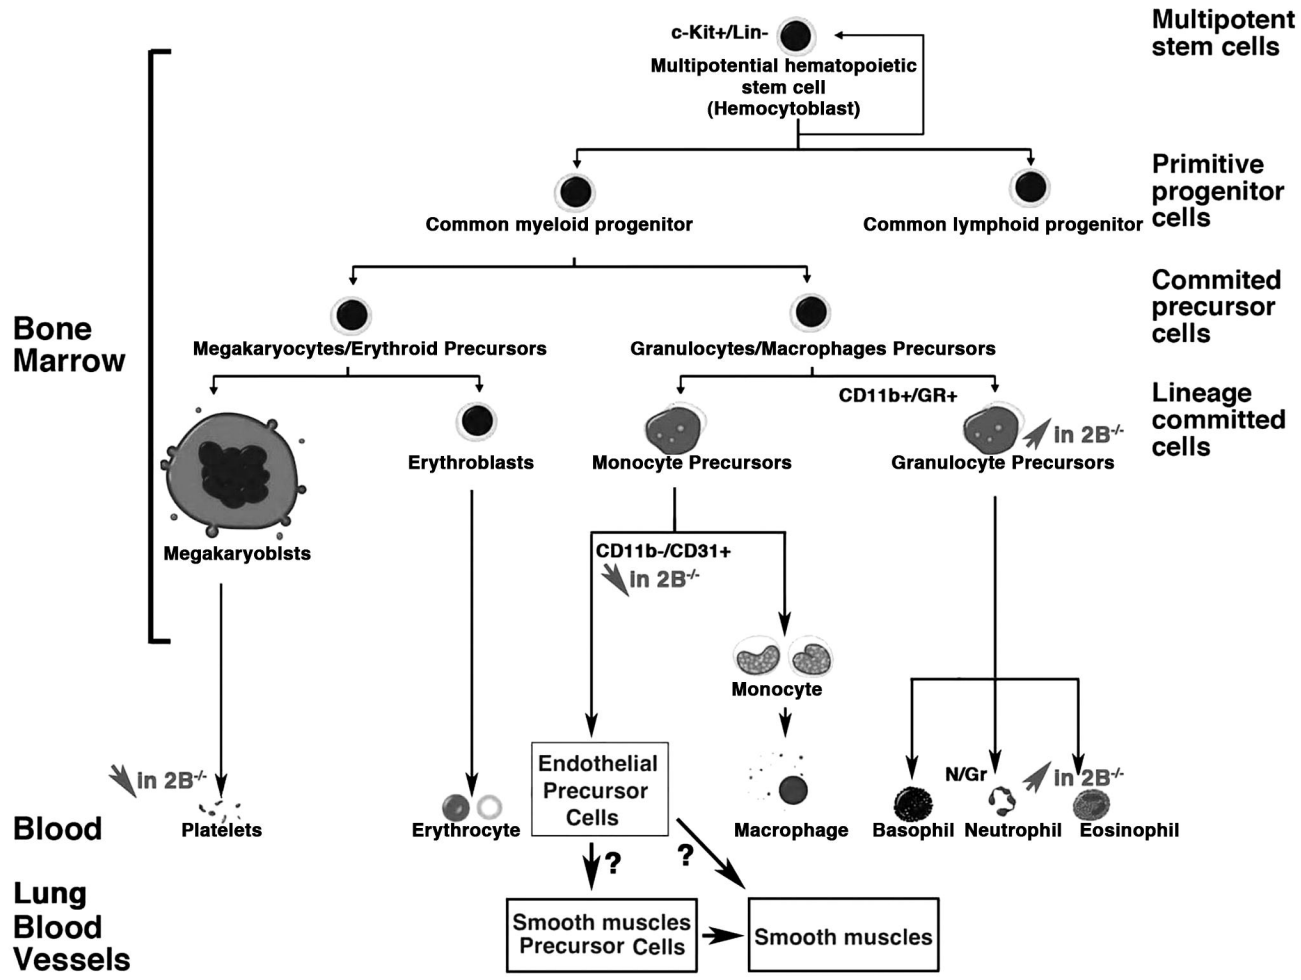 Multipotent
stem cells
c-Kit+/Lin-
Multipotential hematopoietic
stem cell
(Hemocytoblast)
Primitive
progenitor
cells
Common myeloid progenitor
Common lymphoid progenitor
Commited
precursor
cells
Bone
Marrow
Megakaryocytes/Erythroid Precursors
Granulocytes/Macrophages Precursors
Lineage
committed
cells
CD11b+/GR+
in 2B-/-
Erythroblasts
Monocyte Precursors
Granulocyte Precursors
Megakaryoblsts
CD11b-/CD31+
in 2B-/-
Monocyte
in 2B-/-
Endothelial
Precursor
Cells
N/Gr
in 2B-/-
Blood
Platelets
Erythrocyte
Macrophage
Basophil
Neutrophil
Eosinophil
?
?
Lung
Blood
Vessels
Smooth muscles
Precursor Cells
Smooth muscles